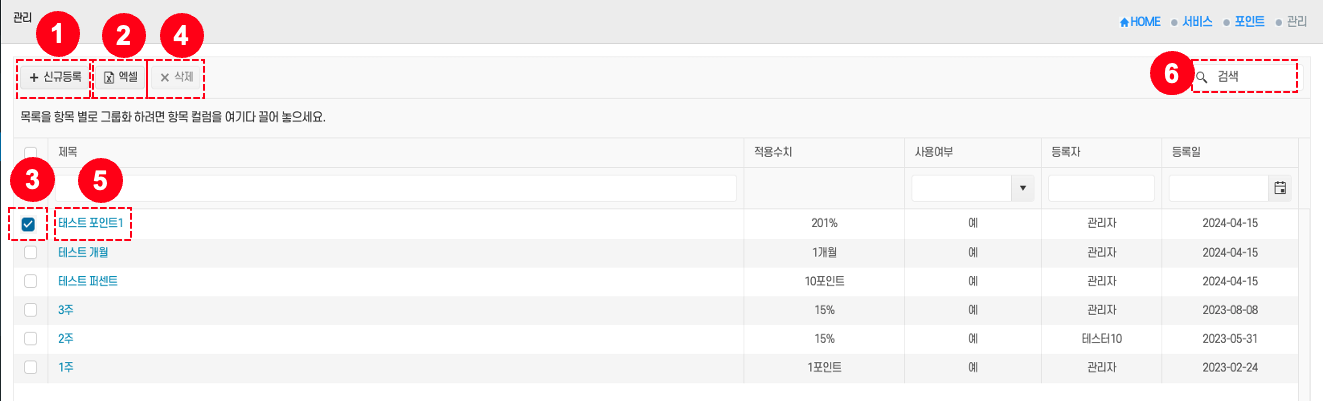 관리
HOME 서비스 포인트 관리
1 2 4
신규등록 엑셀 삭제 6 검색
목록을 항목 별로 그룹화 하려면 항목 컬럼을 여기다 끌어 놓으세요.
제목 적용수치 사용여부 등록자 등록일
3 5
태스트 포인트1 201% 예 관리자 2024-04-15
테스트 개월 1개월 예 관리자 2024-04-15
테스트 퍼센트 10포인트 예 관리자 2024-04-15
3주 15% 예 관리자 2023-08-08
2주 15% 예 테스터10 2023-05-31
1주 1포인트 예 관리자 2023-02-24